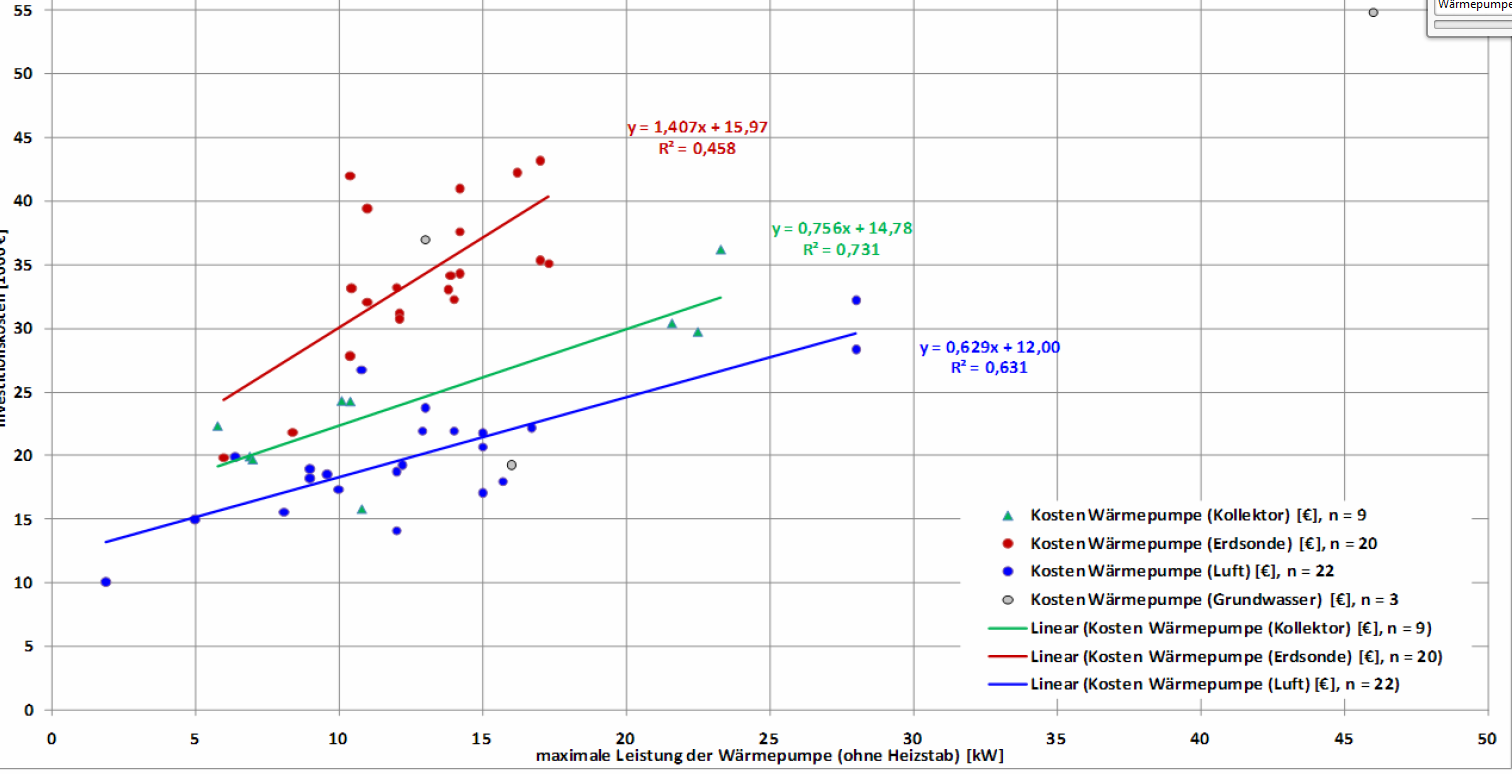 Wärmepumpe
55
50
45
40
35
30
25
20
15
10
5
0
Investitionskosten [1000 €]
y = 1,407x + 15,97
R² = 0,458
y = 0,756x + 14,78
R² = 0,731
y = 0,629x + 12,00
R² = 0,631
Kosten Wärmepumpe (Kollektor) [€], n = 9
Kosten Wärmepumpe (Erdsonde) [€], n = 20
Kosten Wärmepumpe (Luft) [€], n = 22
Kosten Wärmepumpe (Grundwasser) [€], n = 3
Linear (Kosten Wärmepumpe (Kollektor) [€], n = 9)
Linear (Kosten Wärmepumpe (Erdsonde) [€], n = 20)
Linear (Kosten Wärmepumpe (Luft) [€], n = 22)
0 5 10 15 20 25 30 35 40 45 50
maximale Leistung der Wärmepumpe (ohne Heizstab) [kW]